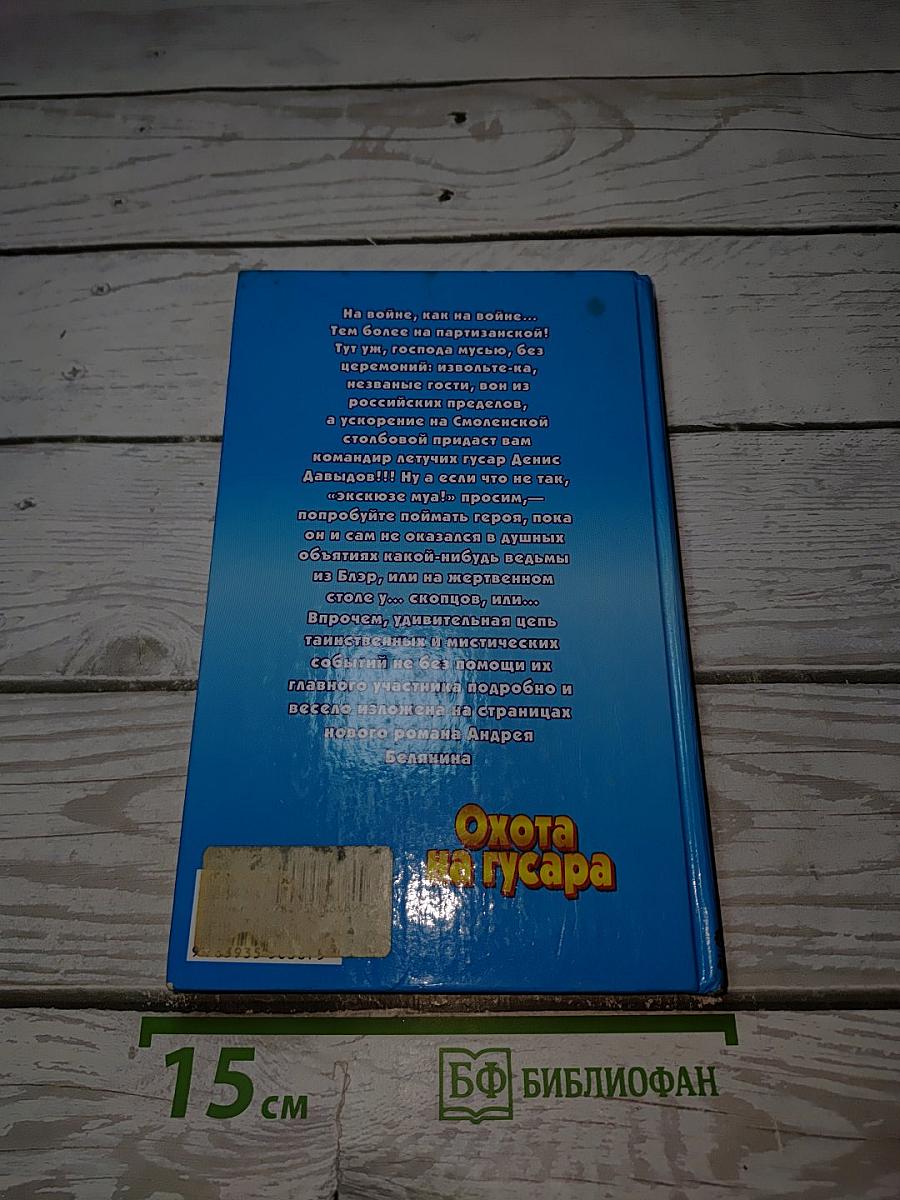 На войне, как на войне...
Тем более на партизанской!
Тут уж, господа мусью, без
церемоний: извольте-ка,
незваные гости, вон из
российских пределов,
а ускорение на Смоленской
столбовой придаст вам
командир летучих гусар Денис
Давыдов!!! Ну а если что не так,
«экскюзе муа!» просим,—
попробуйте поймать героя, пока
он и сам не оказался в душных
объятиях какой-нибудь ведьмы
из Блэр, или на жертвенном
столе у... скопцов, или...
Впрочем, удивительная цепь
таинственных и мистических
событий не без помощи их
главного участника подробно и
весело изложена на страницах
нового романа Андрея
Белянина
Охота
на гусара
15 см
БФ БИБЛИОФАН